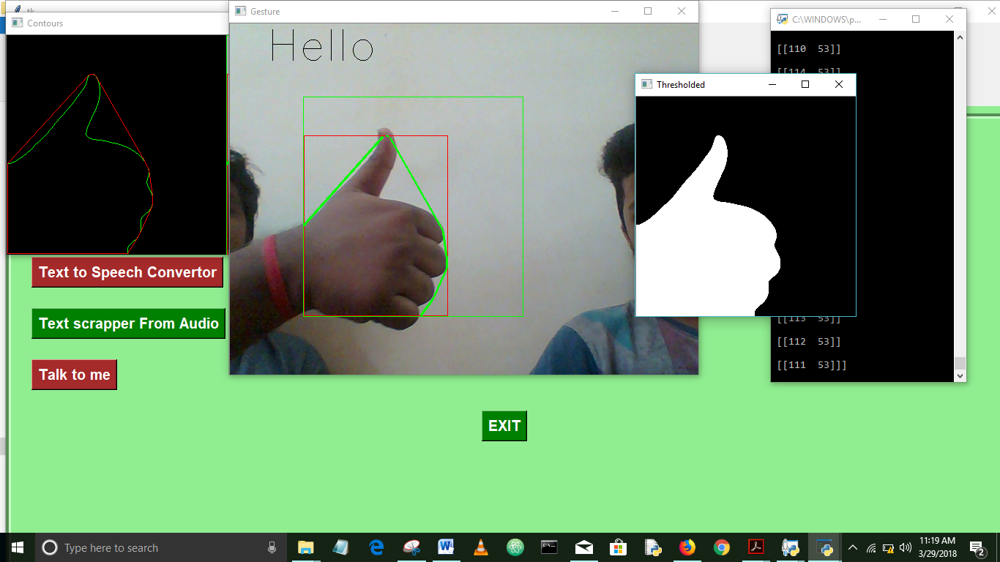 tk
Contours
Gesture
C:\WINDOWS\p...
Hello
[[110 53]]
[[114 53]]
Thresholded
[[113 53]]
[[112 53]]
[[111 53]]]
Text to Speech Convertor
Text scrapper From Audio
Talk to me
EXIT
Type here to search
11:19 AM
3/29/2018
2